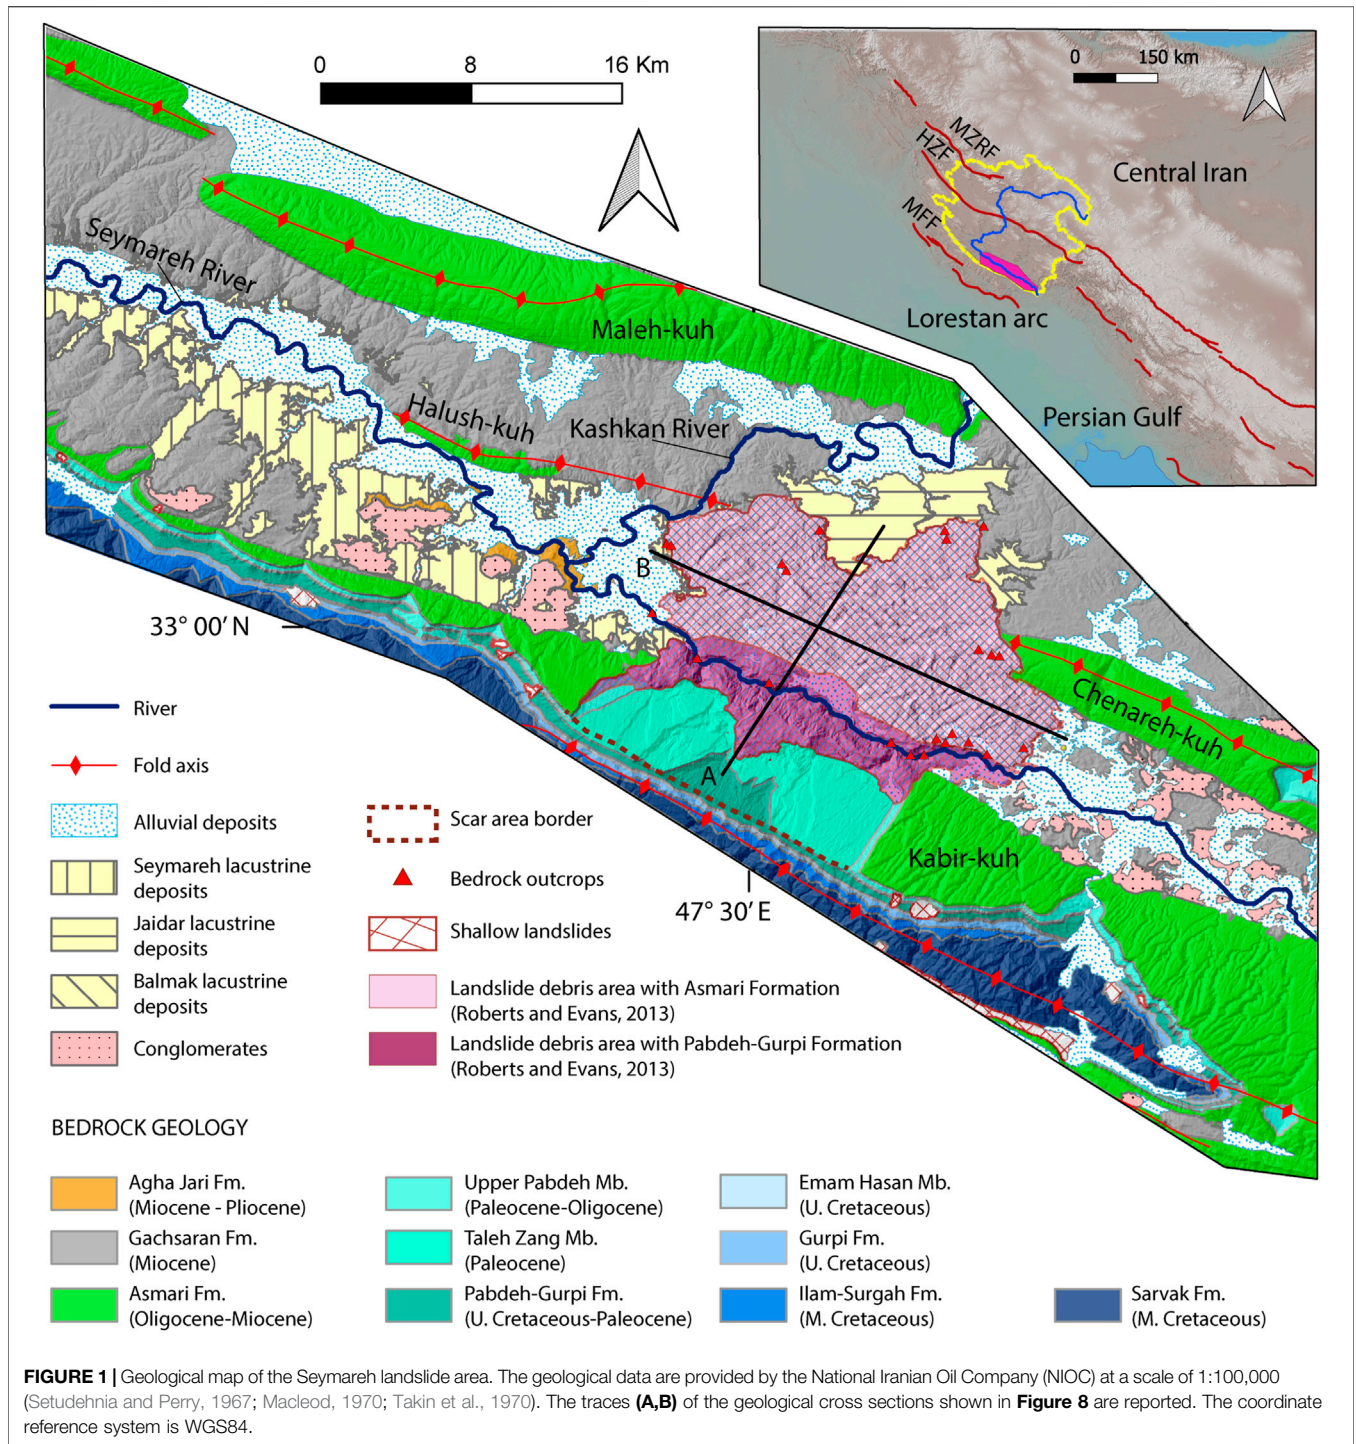 0 8 16 Km
0 150 km
MZRF
HZF
MFF
Central Iran
Lorestan arc
Persian Gulf
Seymareh River
Maleh-kuh
Halush-kuh
Kashkan River
B
33° 00' N
Chenareh-kuh
A
Kabir-kuh
47° 30' E
River
Fold axis
Alluvial deposits
Seymareh lacustrine
deposits
Jaidar lacustrine
deposits
Balmak lacustrine
deposits
Conglomerates
Scar area border
Bedrock outcrops
Shallow landslides
Landslide debris area with Asmari Formation
(Roberts and Evans, 2013)
Landslide debris area with Pabdeh-Gurpi Formation
(Roberts and Evans, 2013)
BEDROCK GEOLOGY
Agha Jari Fm.
(Miocene - Pliocene)
Gachsaran Fm.
(Miocene)
Asmari Fm.
(Oligocene-Miocene)
Upper Pabdeh Mb.
(Paleocene-Oligocene)
Taleh Zang Mb.
(Paleocene)
Pabdeh-Gurpi Fm.
(U. Cretaceous-Paleocene)
Emam Hasan Mb.
(U. Cretaceous)
Gurpi Fm.
(U. Cretaceous)
Ilam-Surgah Fm.
(M. Cretaceous)
Sarvak Fm.
(M. Cretaceous)
FIGURE 1 | Geological map of the Seymareh landslide area. The geological data are provided by the National Iranian Oil Company (NIOC) at a scale of 1:100,000
(Setudehnia and Perry, 1967; Macleod, 1970; Takin et al., 1970). The traces (A,B) of the geological cross sections shown in Figure 8 are reported. The coordinate
reference system is WGS84.